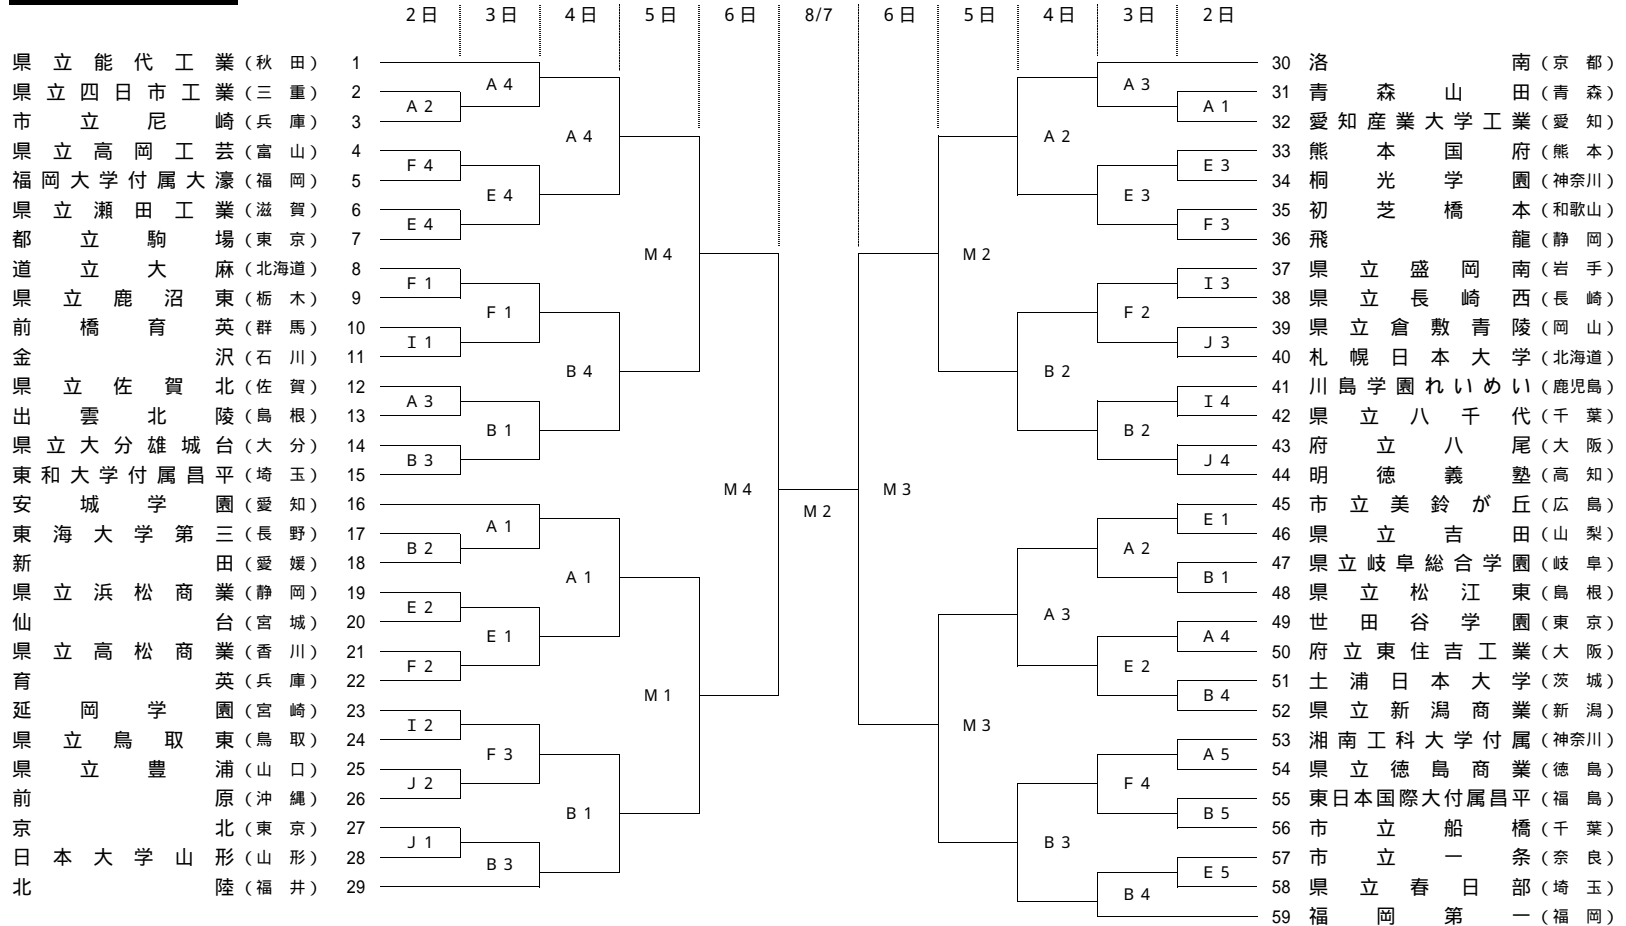 2日 3日 4日 5日 6日 8/7 6日 5日 4日 3日 2日
県立能代工業(秋田) 1
県立四日市工業(三重) 2
市立尼崎(兵庫) 3
県立高岡工芸(富山) 4
福岡大学付属大濠(福岡) 5
県立瀬田工業(滋賀) 6
都立駒場(東京) 7
道立大麻(北海道) 8
県立鹿沼東(栃木) 9
前橋育英(群馬) 10
金沢(石川) 11
県立佐賀北(佐賀) 12
出雲北陵(島根) 13
県立大分雄城台(大分) 14
東和大学付属昌平(埼玉) 15
安城学園(愛知) 16
東海大学第三(長野) 17
新田(愛媛) 18
県立浜松商業(静岡) 19
仙台(宮城) 20
県立高松商業(香川) 21
育英(兵庫) 22
延岡学園(宮崎) 23
県立鳥取東(鳥取) 24
県立豊浦(山口) 25
前原(沖縄) 26
京北(東京) 27
日本大学山形(山形) 28
北陸(福井) 29
A2
F4
E4
F1
I1
A3
B3
B2
E2
F2
I2
J2
J1
A4
E4
F1
B1
A1
E1
F3
B3
A4
B4
A1
B1
M4
M1
M4
M2
M3
M2
M3
A2
B2
A3
B3
A3
E3
F2
B2
A2
E2
F4
B4
A1
E3
F3
I3
J3
I4
J4
E1
B1
A4
B4
A5
B5
E5
30 洛南(京都)
31 青森山田(青森)
32 愛知産業大学工業(愛知)
33 熊本国府(熊本)
34 桐光学園(神奈川)
35 初芝橋本(和歌山)
36 飛龍(静岡)
37 県立盛岡南(岩手)
38 県立長崎西(長崎)
39 県立倉敷青陵(岡山)
40 札幌日本大学(北海道)
41 川島学園れいめい(鹿児島)
42 県立八千代(千葉)
43 府立八尾(大阪)
44 明徳義塾(高知)
45 市立美鈴が丘(広島)
46 県立吉田(山梨)
47 県立岐阜総合学園(岐阜)
48 県立松江東(島根)
49 世田谷学園(東京)
50 府立東住吉工業(大阪)
51 土浦日本大学(茨城)
52 県立新潟商業(新潟)
53 湘南工科大学付属(神奈川)
54 県立徳島商業(徳島)
55 東日本国際大付属昌平(福島)
56 市立船橋(千葉)
57 市立一条(奈良)
58 県立春日部(埼玉)
59 福岡第一(福岡)